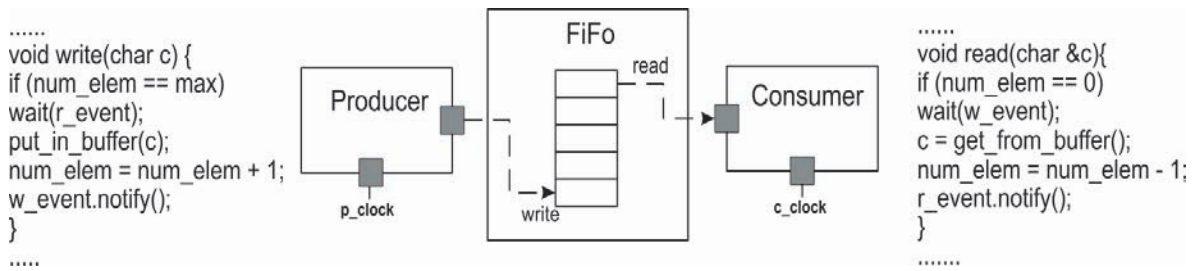 ......
void write(char c) {
if (num_elem == max)
wait(r_event);
put_in_buffer(c);
num_elem = num_elem + 1;
w_event.notify();
}
.....
Producer
p_clock
FiFo
read
write
Consumer
c_clock
......
void read(char &c){
if (num_elem == 0)
wait(w_event);
c = get_from_buffer();
num_elem = num_elem - 1;
r_event.notify();
}
.......